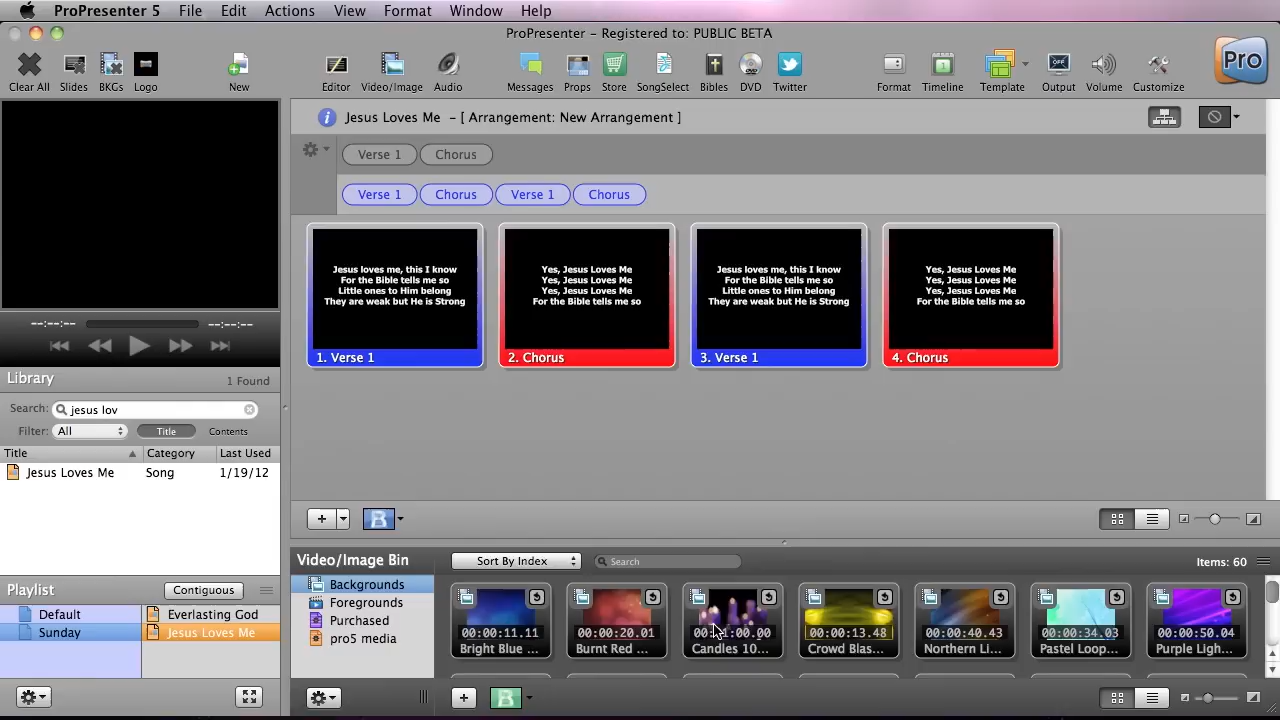 ProPresenter 5 File Edit Actions View Format Window Help
ProPresenter – Registered to: PUBLIC BETA
Clear All Slides BKGs Logo New Editor Video/Image Audio Messages Props Store SongSelect Bibles DVD Twitter Format Timeline Template Output Volume Customize
Pro
OFF
1
Jesus Loves Me - [ Arrangement: New Arrangement ]
Verse 1 Chorus
Verse 1 Chorus Verse 1 Chorus
Jesus loves me, this I know
For the Bible tells me so
Little ones to Him belong
They are weak but He is Strong
1. Verse 1
Yes, Jesus Loves Me
Yes, Jesus Loves Me
Yes, Jesus Loves Me
For the Bible tells me so
2. Chorus
Jesus loves me, this I know
For the Bible tells me so
Little ones to Him belong
They are weak but He is Strong
3. Verse 1
Yes, Jesus Loves Me
Yes, Jesus Loves Me
Yes, Jesus Loves Me
For the Bible tells me so
4. Chorus
--:--:-- --:--:--
Library 1 Found
Search: jesus lov
Filter: All Title Contents
Title Category Last Used
Jesus Loves Me Song 1/19/12
Playlist Contiguous
Default
Sunday
Everlasting God
Jesus Loves Me
B
Video/Image Bin Sort By Index Search Items: 60
Backgrounds
Foregrounds
Purchased
pro5 media
00:00:11.11 00:00:20.01 00:00:13.48 00:00:40.43 00:00:34.03 00:00:50.04
Bright Blue ... Burnt Red ... Candles 10... Crowd Blas... Northern Li... Pastel Loop... Purple Ligh...
B